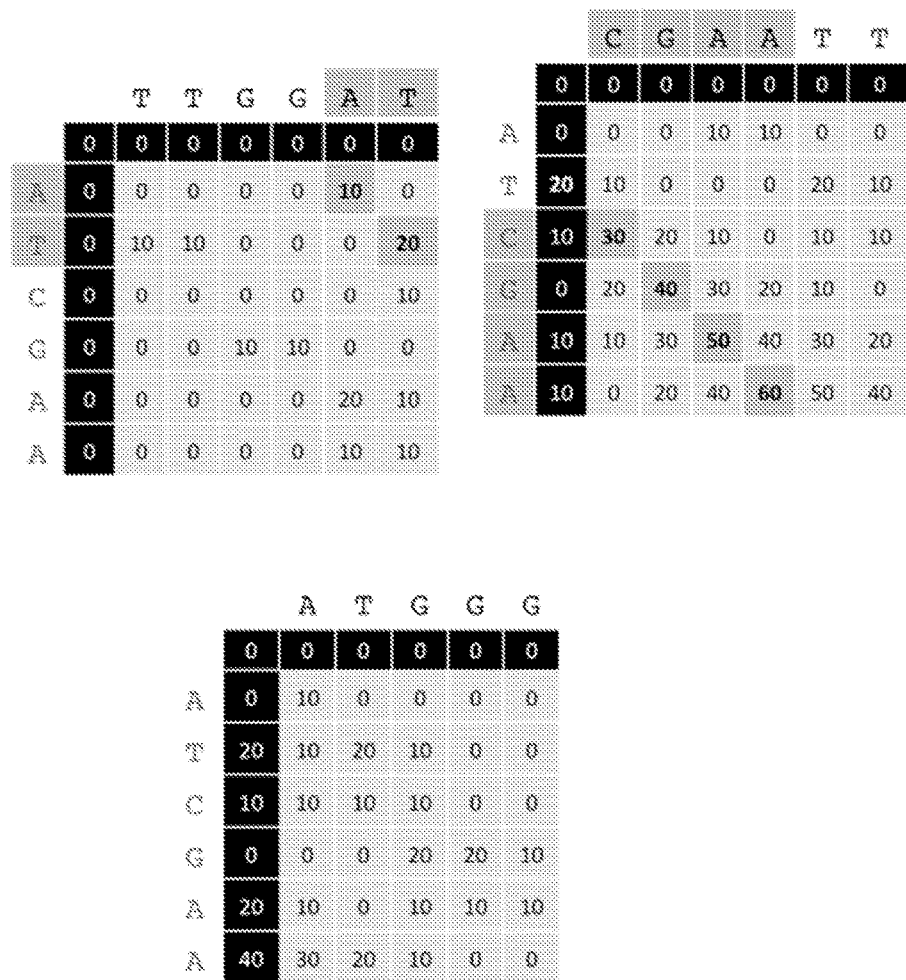 T T G G A T
0 0 0 0 0 0 0
A 0 0 0 0 0 10 0
T 0 10 10 0 0 0 20
C 0 0 0 0 0 0 10
G 0 0 0 10 10 0 0
A 0 0 0 0 0 20 10
A 0 0 0 0 0 10 10
C G A A T T
0 0 0 0 0 0 0
A 0 0 0 10 10 0 0
T 20 10 0 0 0 20 10
C 10 30 20 10 0 10 10
G 0 20 40 30 20 10 0
A 10 10 30 50 40 30 20
A 10 0 20 40 60 50 40
A T G G G
0 0 0 0 0 0
A 0 10 0 0 0 0
T 20 10 20 10 0 0
C 10 10 10 10 0 0
G 0 0 0 20 20 10
A 20 10 0 10 10 10
A 40 30 20 10 0 0